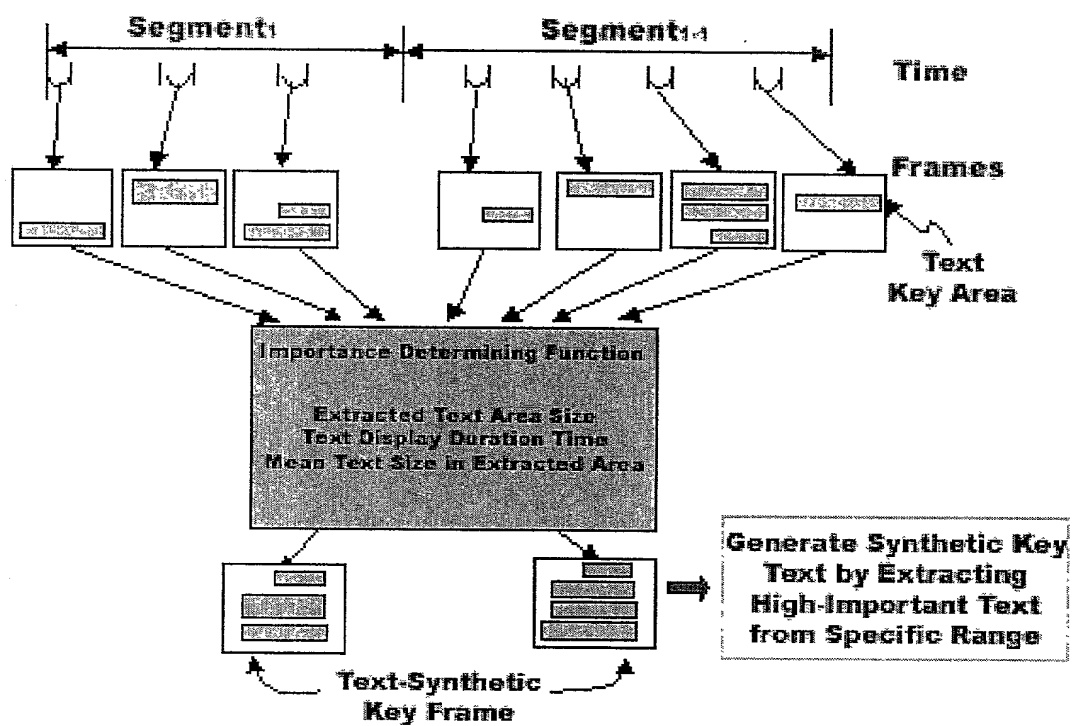 Segment1
Segment1-1
Time
Frames
Text
Key Area
Importance Determining Function
Extracted Text Area Size
Text Display Duration Time
Mean Text Size in Extracted Area
Generate Synthetic Key
Text by Extracting
High-Important Text
from Specific Range
Text-Synthetic
Key Frame